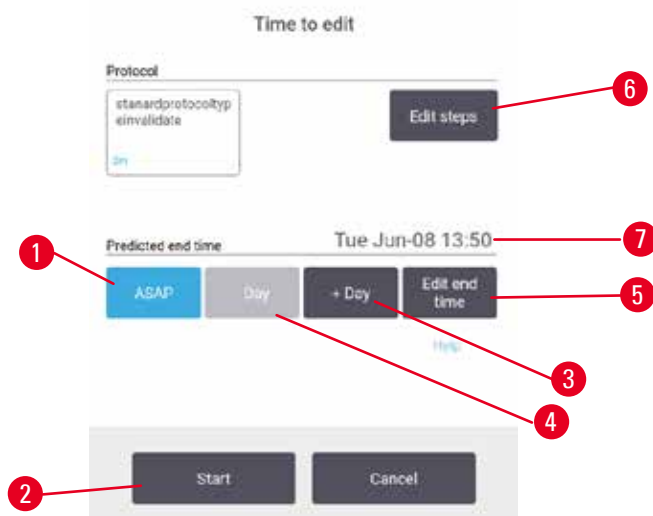 Time to edit
Protocol
stanardprotocoltyp
einvalidate
Edit steps
6
Predicted end time
Tue Jun-08 13:50
7
1
ASAP
Day
+ Day
Edit end
time
5
Help
3
4
Start
Cancel
2